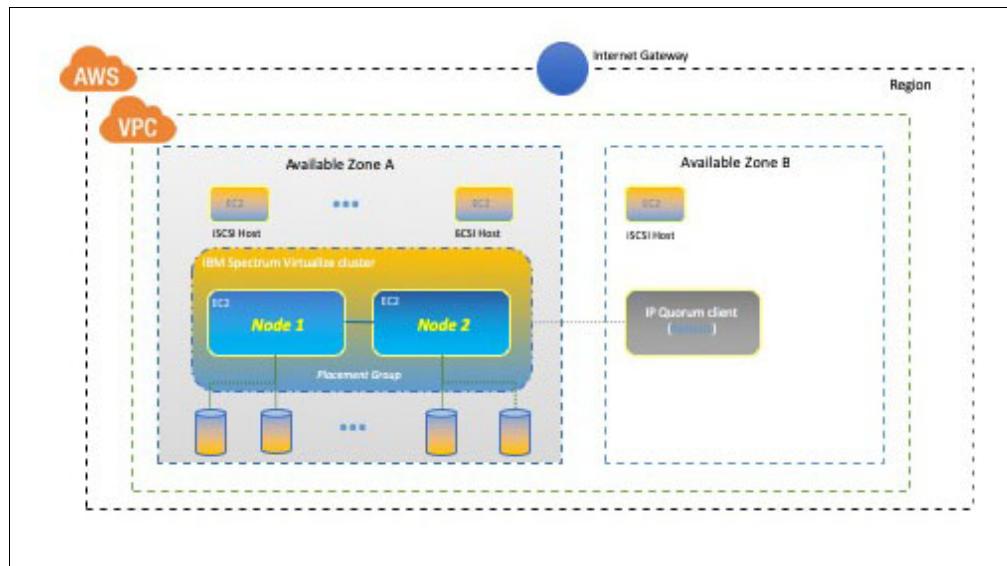 AWS
Internet Gateway
Region
VPC
Available Zone A
Available Zone B
EC2
EC2
EC2
iSCSI Host
iSCSI Host
iSCSI Host
IBM Spectrum Virtualize cluster
EC2
Node 1
EC2
Node 2
IP Quorum client
Placement Group